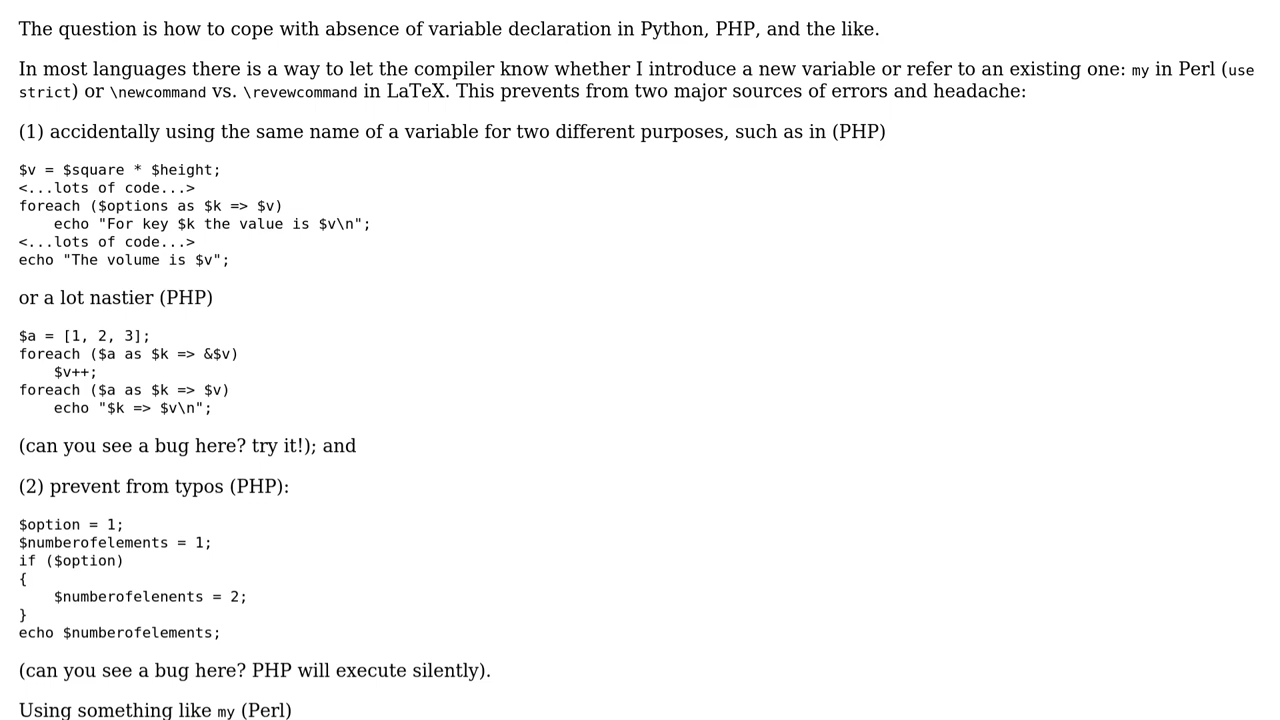 The question is how to cope with absence of variable declaration in Python, PHP, and the like.
In most languages there is a way to let the compiler know whether I introduce a new variable or refer to an existing one: my in Perl (use
strict) or \newcommand vs. \revewcommand in LaTeX. This prevents from two major sources of errors and headache:
(1) accidentally using the same name of a variable for two different purposes, such as in (PHP)
$v = $square * $height;
<...lots of code...>
foreach ($options as $k => $v)
    echo "For key $k the value is $v\n";
<...lots of code...>
echo "The volume is $v";
or a lot nastier (PHP)
$a = [1, 2, 3];
foreach ($a as $k => &$v)
    $v++;
foreach ($a as $k => $v)
    echo "$k => $v\n";
(can you see a bug here? try it!); and
(2) prevent from typos (PHP):
$option = 1;
$numberofelements = 1;
if ($option)
{
    $numberofelenents = 2;
}
echo $numberofelements;
(can you see a bug here? PHP will execute silently).
Using something like my (Perl)